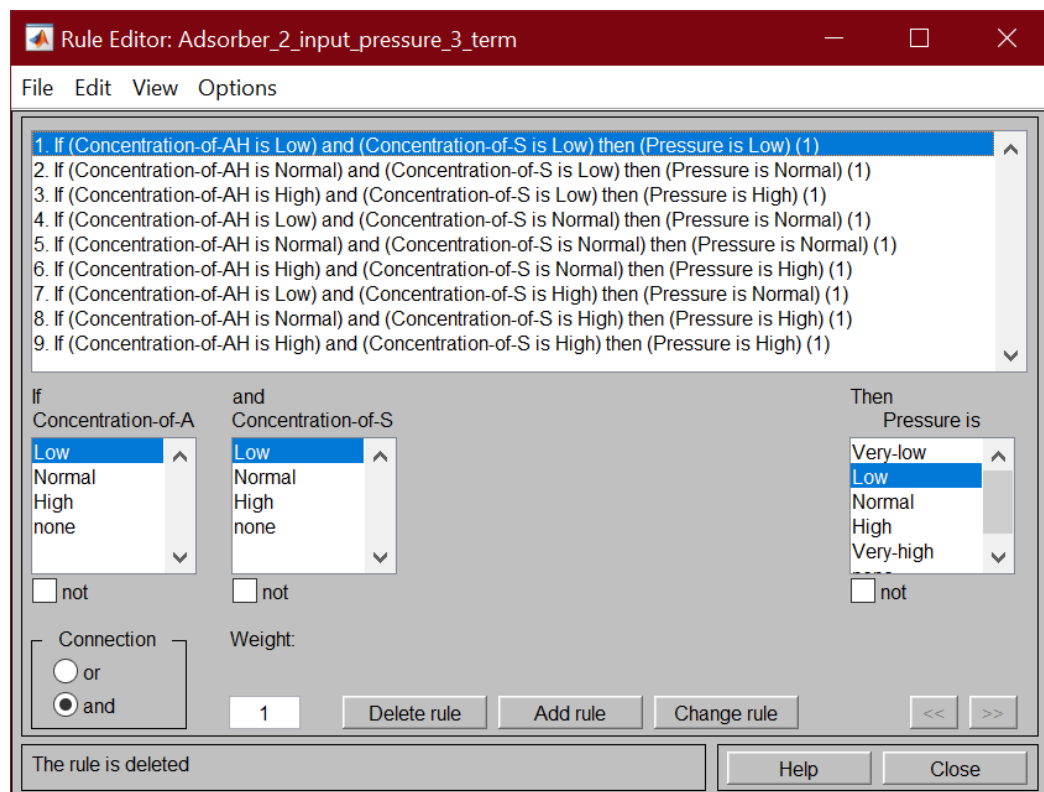 Rule Editor: Adsorber_2_input_pressure_3_term
File Edit View Options
1. If (Concentration-of-AH is Low) and (Concentration-of-S is Low) then (Pressure is Low) (1)
2. If (Concentration-of-AH is Normal) and (Concentration-of-S is Low) then (Pressure is Normal) (1)
3. If (Concentration-of-AH is High) and (Concentration-of-S is Low) then (Pressure is High) (1)
4. If (Concentration-of-AH is Low) and (Concentration-of-S is Normal) then (Pressure is Normal) (1)
5. If (Concentration-of-AH is Normal) and (Concentration-of-S is Normal) then (Pressure is Normal) (1)
6. If (Concentration-of-AH is High) and (Concentration-of-S is Normal) then (Pressure is High) (1)
7. If (Concentration-of-AH is Low) and (Concentration-of-S is High) then (Pressure is Normal) (1)
8. If (Concentration-of-AH is Normal) and (Concentration-of-S is High) then (Pressure is High) (1)
9. If (Concentration-of-AH is High) and (Concentration-of-S is High) then (Pressure is High) (1)
If
Concentration-of-A
Low
Normal
High
none
not
and
Concentration-of-S
Low
Normal
High
none
not
Then
Pressure is
Very-low
Low
Normal
High
Very-high
not
Connection
or
and
Weight:
1
Delete rule
Add rule
Change rule
<<
>>
The rule is deleted
Help
Close